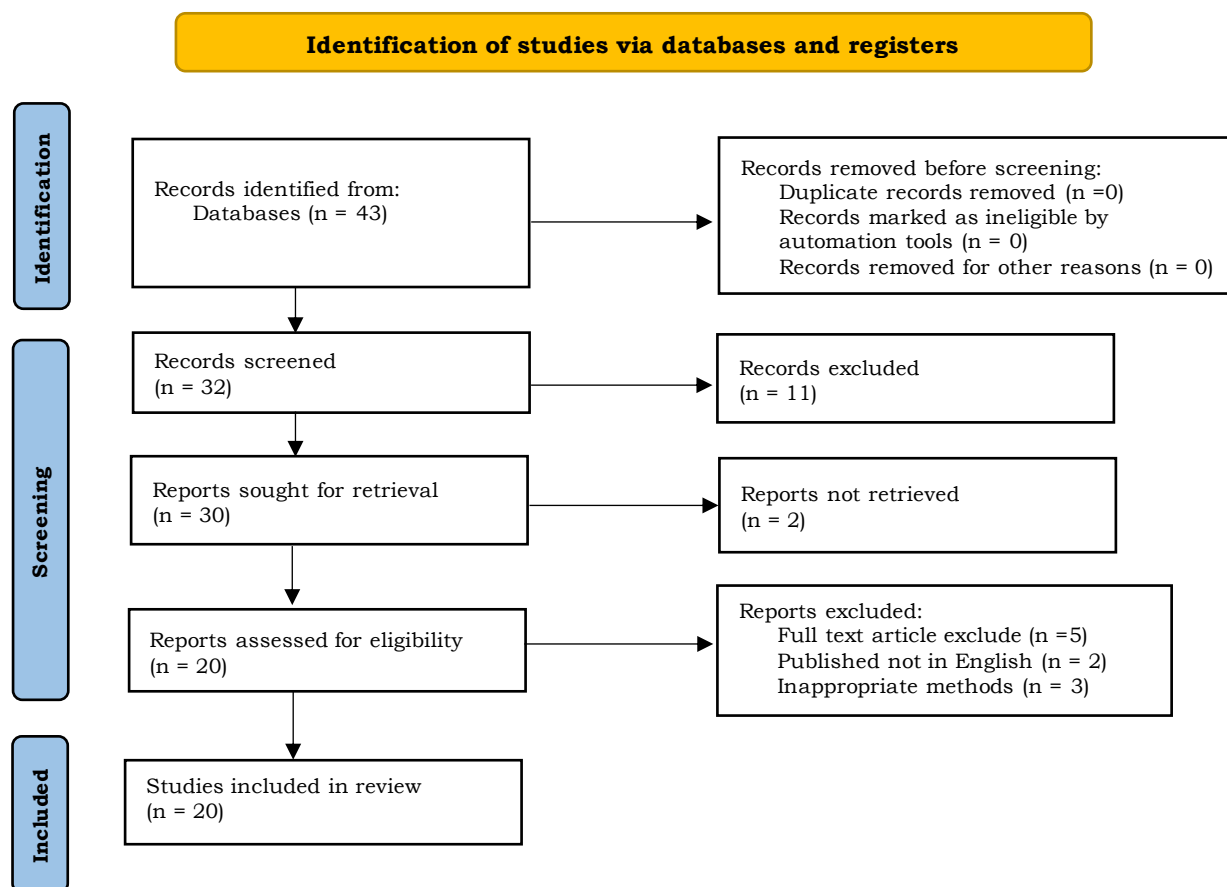 Identification of studies via databases and registers
Identification
Records identified from:
Databases (n = 43)
Records removed before screening:
Duplicate records removed (n =0)
Records marked as ineligible by
automation tools (n = 0)
Records removed for other reasons (n = 0)
Screening
Records screened
(n = 32)
Records excluded
(n = 11)
Reports sought for retrieval
(n = 30)
Reports not retrieved
(n = 2)
Reports assessed for eligibility
(n = 20)
Reports excluded:
Full text article exclude (n =5)
Published not in English (n = 2)
Inappropriate methods (n = 3)
Included
Studies included in review
(n = 20)